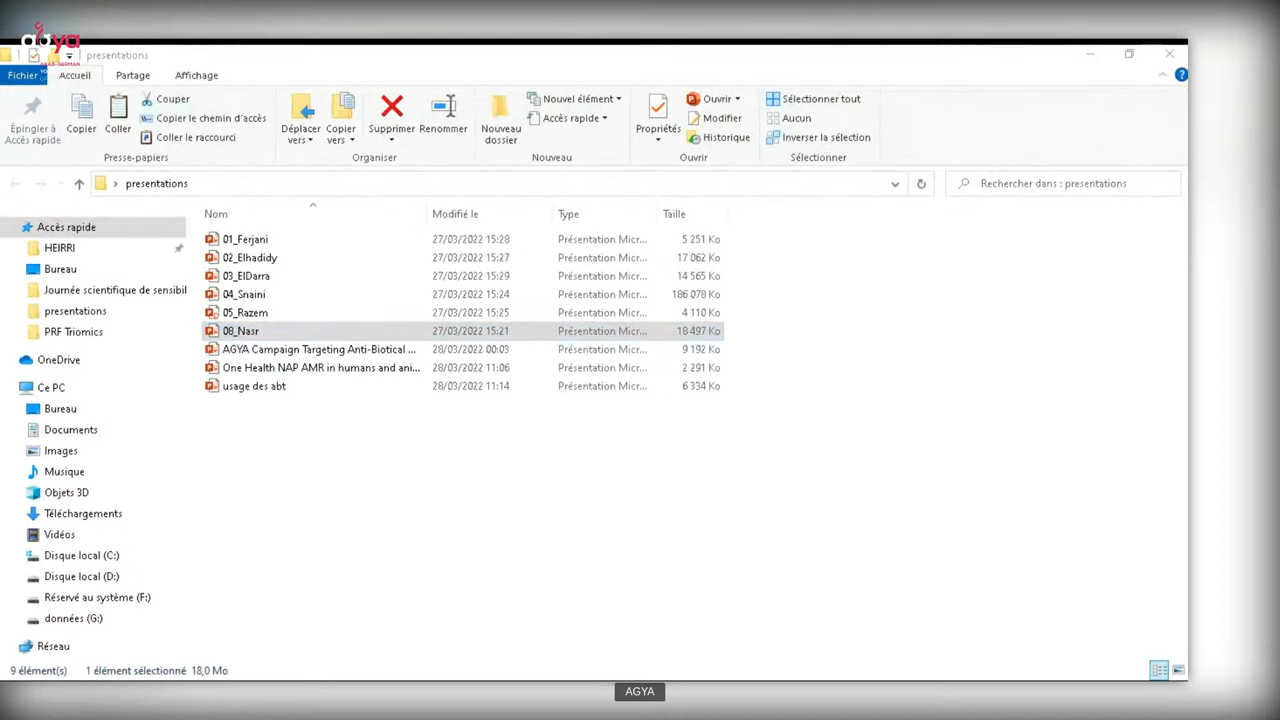 agya
ARAB-GERMAN
presentations
Fichier Accueil Partage Affichage
Épingler à Accès rapide
Copier
Coller
Couper
Copier le chemin d'accès
Coller le raccourci
Presse-papiers
Déplacer vers
Copier vers
Supprimer
Renommer
Organiser
Nouveau dossier
Nouvel élément
Accès rapide
Nouveau
Propriétés
Ouvrir
Modifier
Historique
Ouvrir
Sélectionner tout
Aucun
Inverser la sélection
Sélectionner
presentations
Rechercher dans : presentations
Accès rapide
HEIRRI
Bureau
Journée scientifique de sensibil
presentations
PRF Triomics
OneDrive
Ce PC
Bureau
Documents
Images
Musique
Objets 3D
Téléchargements
Vidéos
Disque local (C:)
Disque local (D:)
Réservé au système (F:)
données (G:)
Réseau
Nom Modifié le Type Taille
01_Ferjani 27/03/2022 15:28 Présentation Micr... 5 251 Ko
02_Elhadidy 27/03/2022 15:27 Présentation Micr... 17 062 Ko
03_ElDarra 27/03/2022 15:29 Présentation Micr... 14 565 Ko
04_Snaini 27/03/2022 15:24 Présentation Micr... 186 078 Ko
05_Razem 27/03/2022 15:25 Présentation Micr... 4 110 Ko
08_Nasr 27/03/2022 15:21 Présentation Micr... 18 497 Ko
AGYA Campaign Targeting Anti-Biotical ... 28/03/2022 00:03 Présentation Micr... 9 192 Ko
One Health NAP AMR in humans and ani... 28/03/2022 11:06 Présentation Micr... 2 291 Ko
usage des abt 28/03/2022 11:14 Présentation Micr... 6 334 Ko
9 élément(s) 1 élément sélectionné 18,0 Mo
AGYA